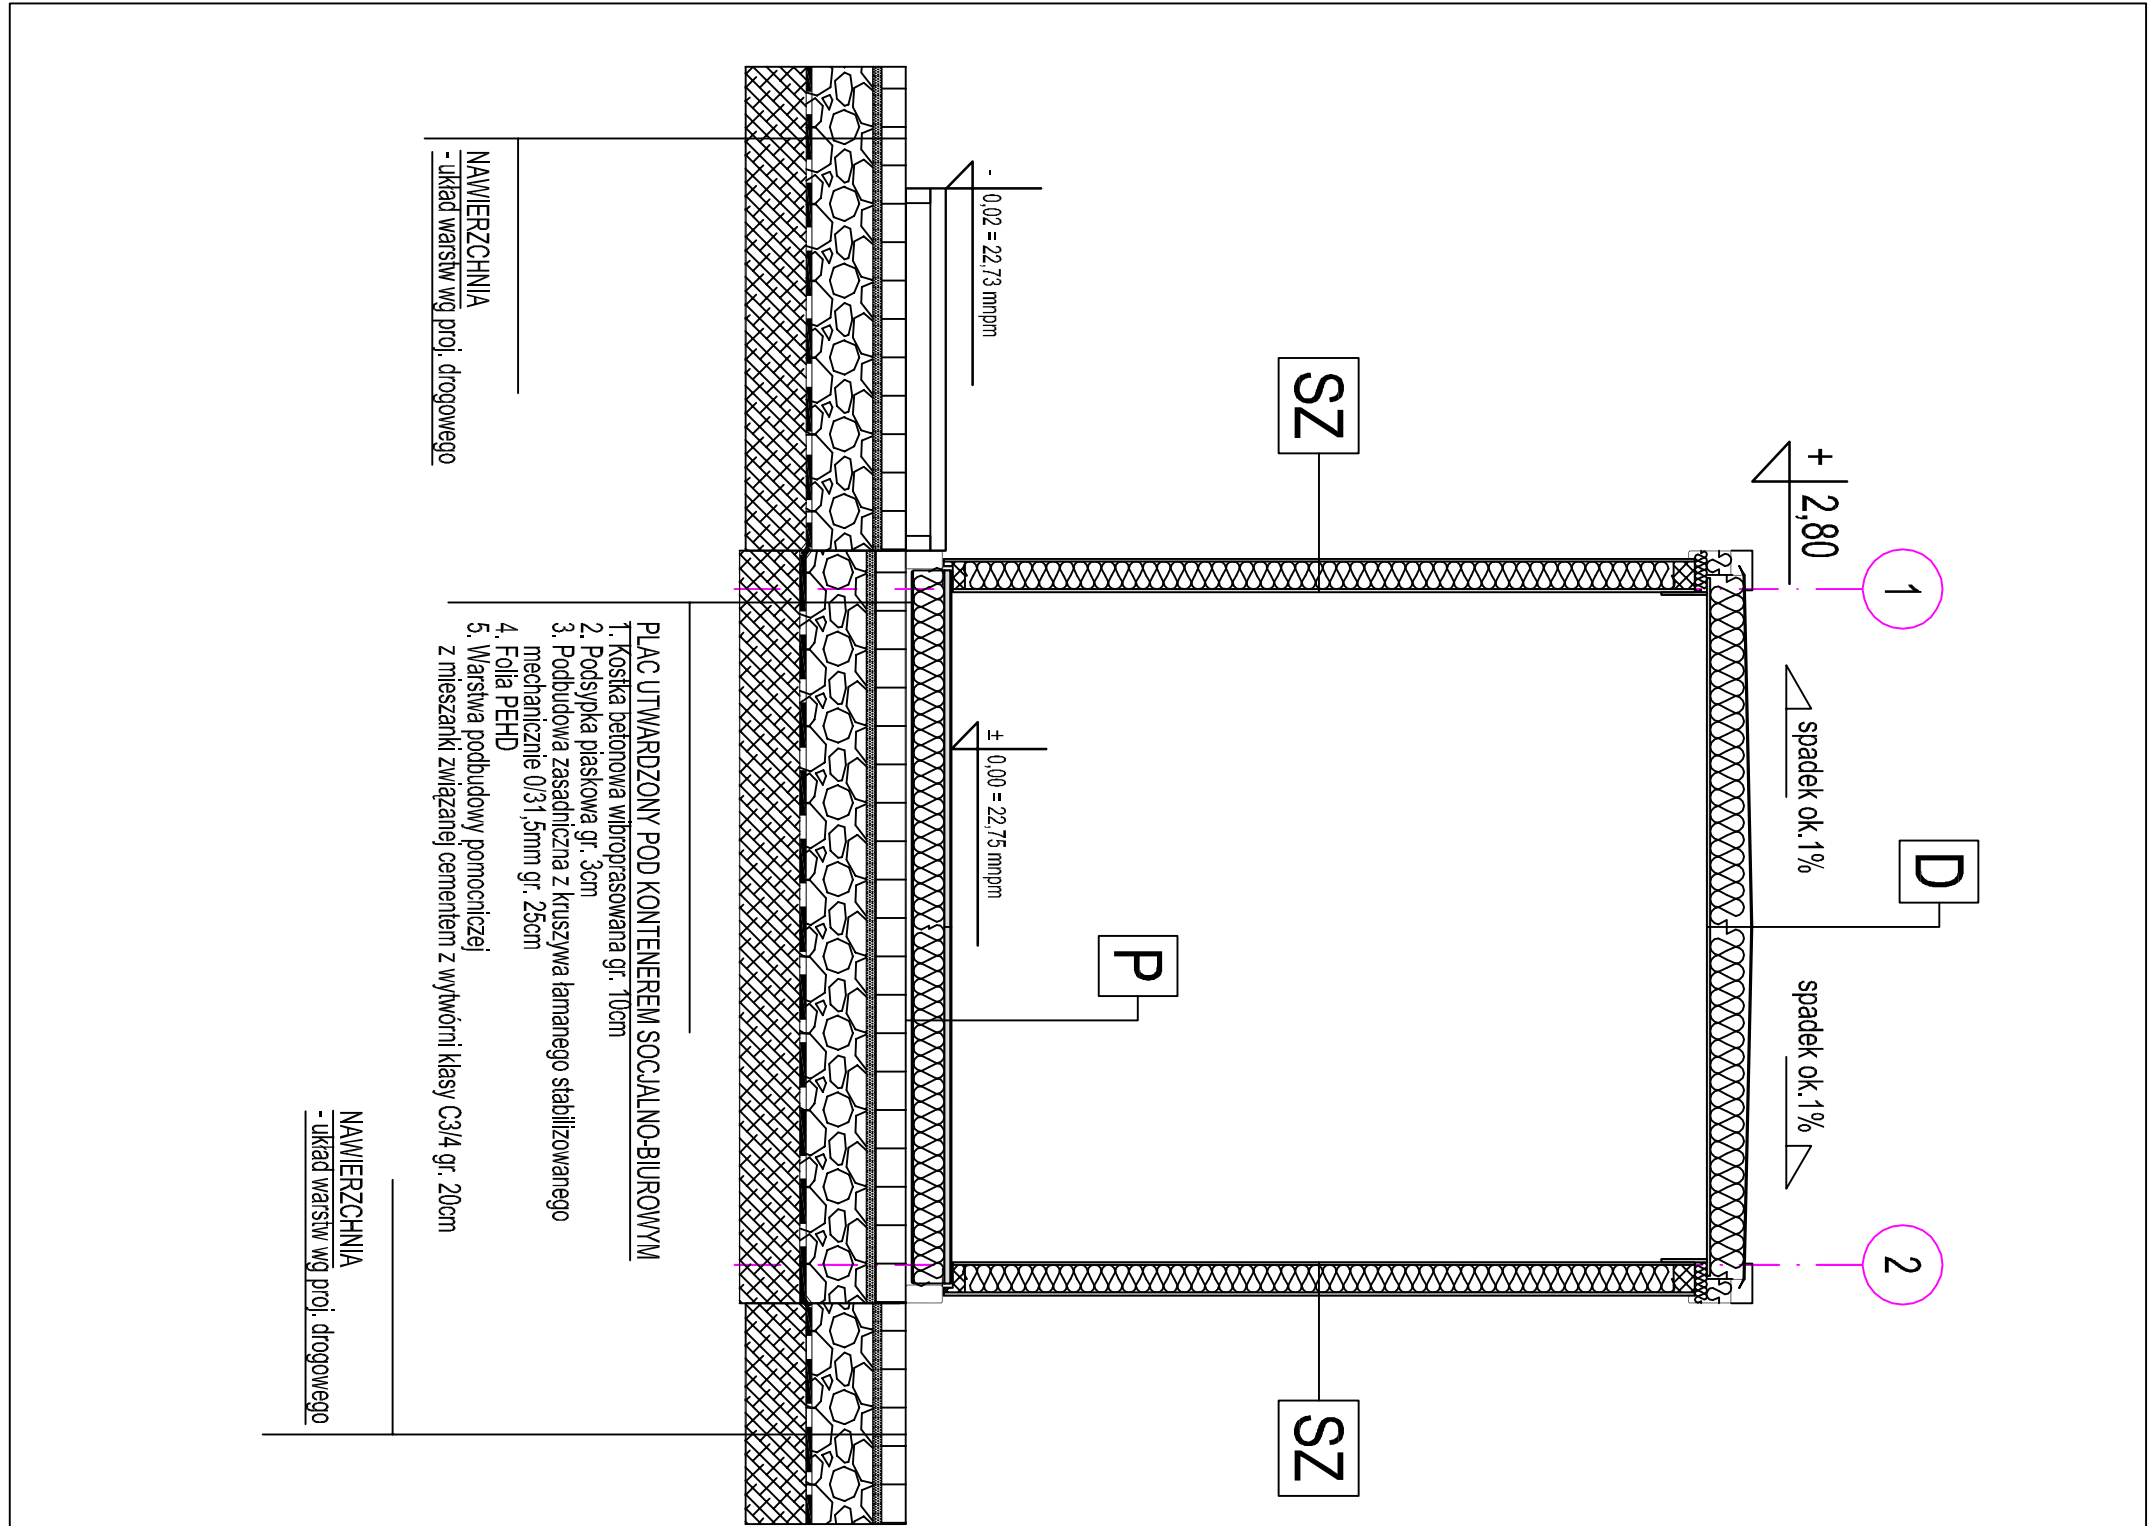 1
2
+ 2,80
spadek ok.1%
spadek ok.1%
D
SZ
SZ
P
- 0,02 = 22,73 mnpm
± 0,00 = 22,75 mnpm
PLAC UTWARDZONY POD KONTENEREM SOCJALNO-BIUROWYM
1. Kostka betonowa wibroprasowana gr. 10cm
2. Podsypka piaskowa gr. 3cm
3. Podbudowa zasadnicza z kruszywa łamanego stabilizowanego
mechanicznie 0/31,5mm gr. 25cm
4. Folia PEHD
5. Warstwa podbudowy pomocniczej
z mieszanki związanej cementem z wytwórni klasy C3/4 gr. 20cm
NAWIERZCHNIA
- układ warstw wg proj. drogowego
NAWIERZCHNIA
- układ warstw wg proj. drogowego